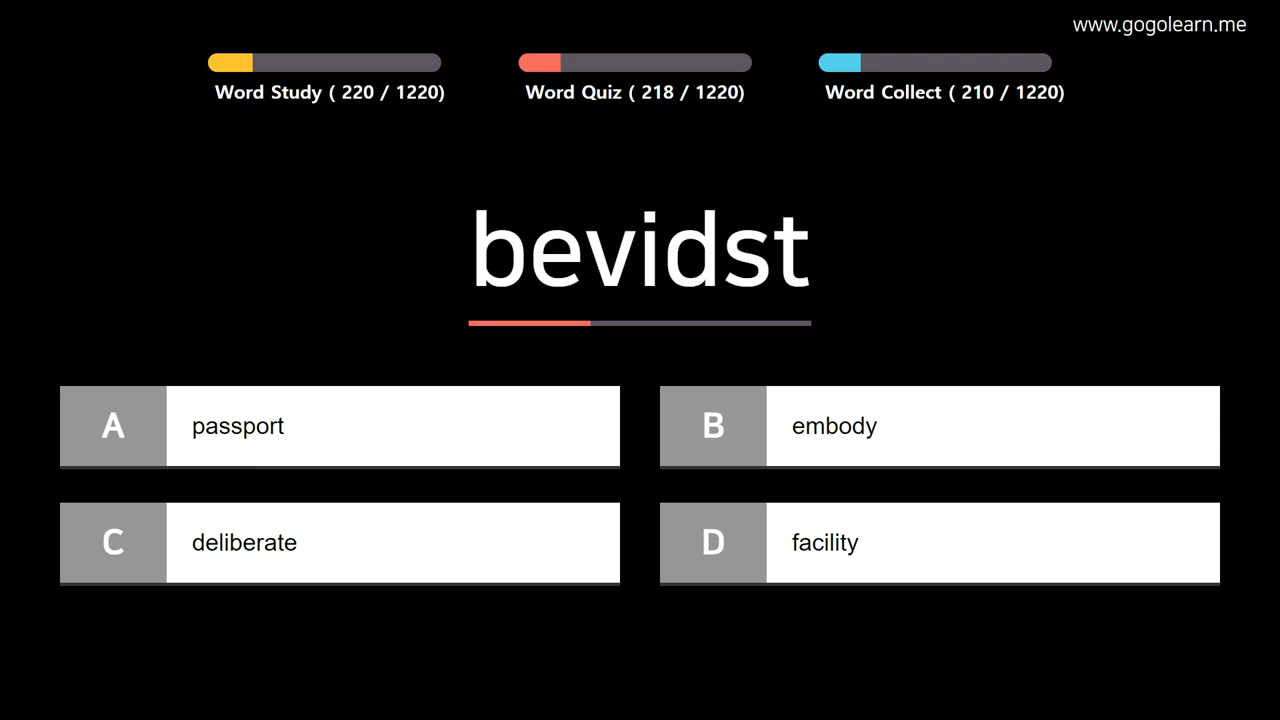 www.gogolearn.me
Word Study ( 220 / 1220)
Word Quiz ( 218 / 1220)
Word Collect ( 210 / 1220)
bevidst
A passport
B embody
C deliberate
D facility